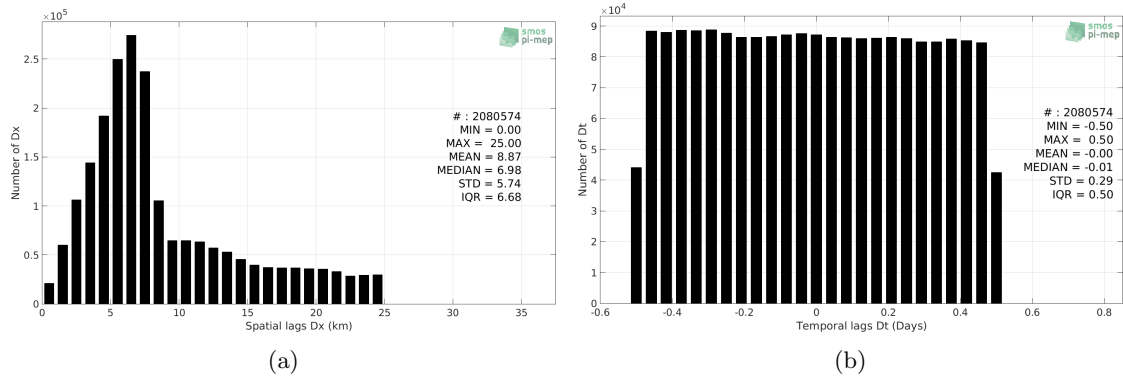 ×10⁵
smos
pi-mep
2.5
2
1.5
1
0.5
0
Number of Dx
# : 2080574
MIN = 0.00
MAX = 25.00
MEAN = 8.87
MEDIAN = 6.98
STD = 5.74
IQR = 6.68
0 5 10 15 20 25 30 35
Spatial lags Dx (km)
(a)
×10⁴
smos
pi-mep
9
8
7
6
5
4
3
2
1
0
Number of Dt
# : 2080574
MIN = -0.50
MAX = 0.50
MEAN = -0.00
MEDIAN = -0.01
STD = 0.29
IQR = 0.50
-0.6 -0.4 -0.2 0 0.2 0.4 0.6 0.8
Temporal lags Dt (Days)
(b)